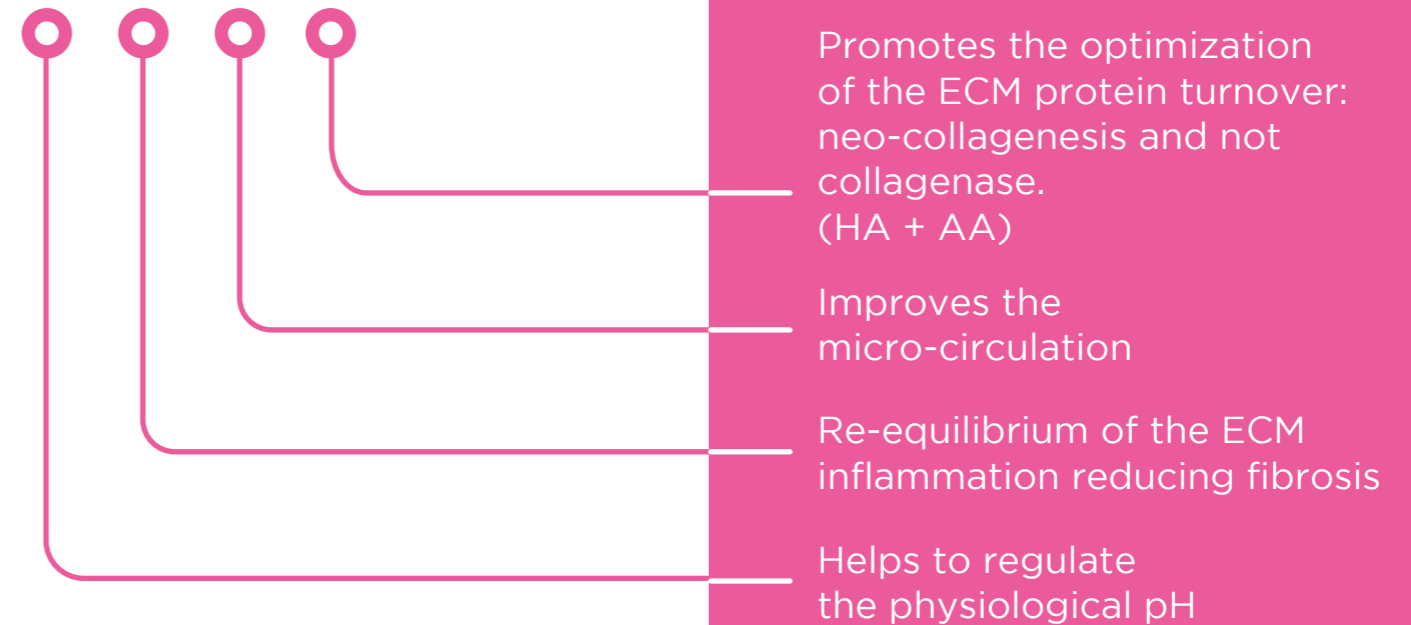 Promotes the optimization
of the ECM protein turnover:
neo-collagenesis and not
collagenase.
(HA + AA)
Improves the
micro-circulation
Re-equilibrium of the ECM
inflammation reducing fibrosis
Helps to regulate
the physiological pH